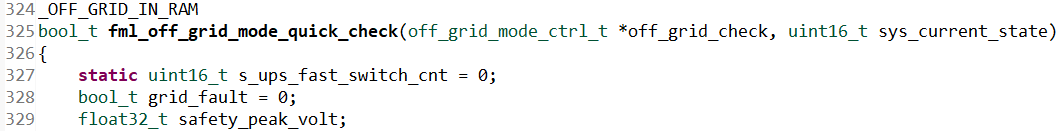 324 _OFF_GRID_IN_RAM
325 bool_t fml_off_grid_mode_quick_check(off_grid_mode_ctrl_t *off_grid_check, uint16_t sys_current_state)
326 {
327     static uint16_t s_ups_fast_switch_cnt = 0;
328     bool_t grid_fault = 0;
329     float32_t safety_peak_volt;